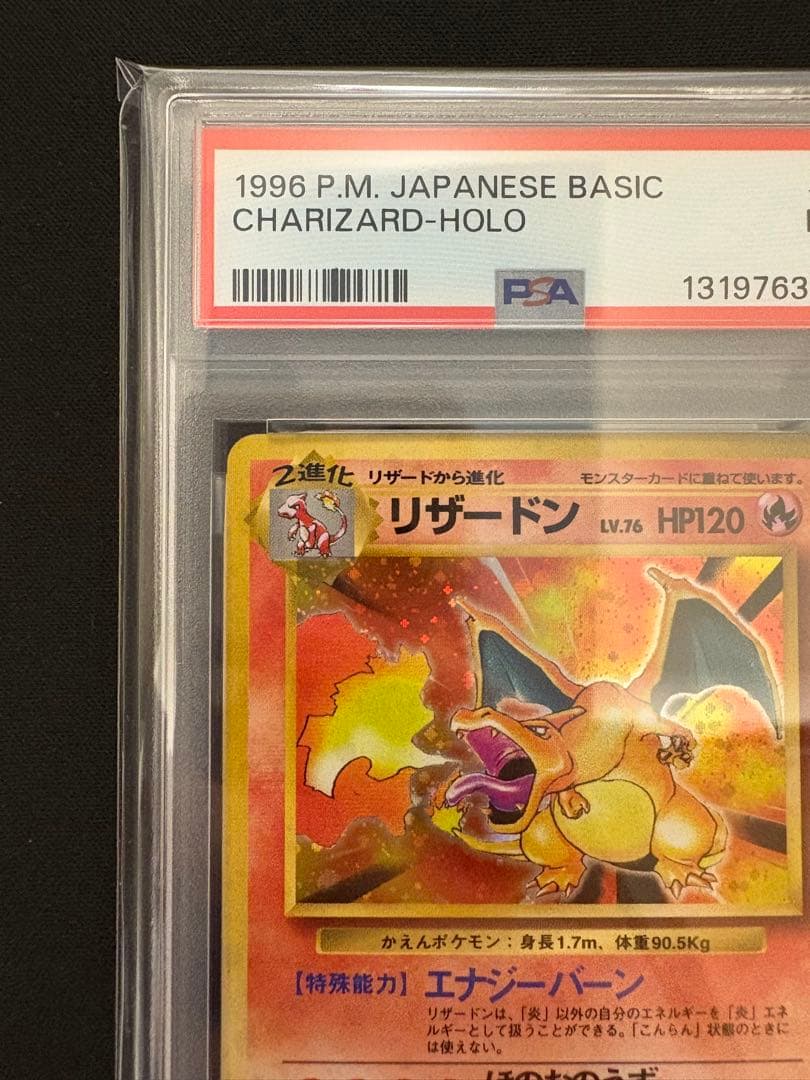 1996 P.M. JAPANESE BASIC
CHARIZARD-HOLO
PSA
1319763
2進化 リザードから進化 モンスターカードに重ねて使います。
リザードン LV.76 HP120
かえんポケモン：身長1.7m、体重90.5Kg
【特殊能力】 エナジーバーン
リザードンは、「炎」以外の自分のエネルギーを「炎」エネ
ルギーとして扱うことができる。「こんらん」状態のときに
は使えない。
ほのおのうず